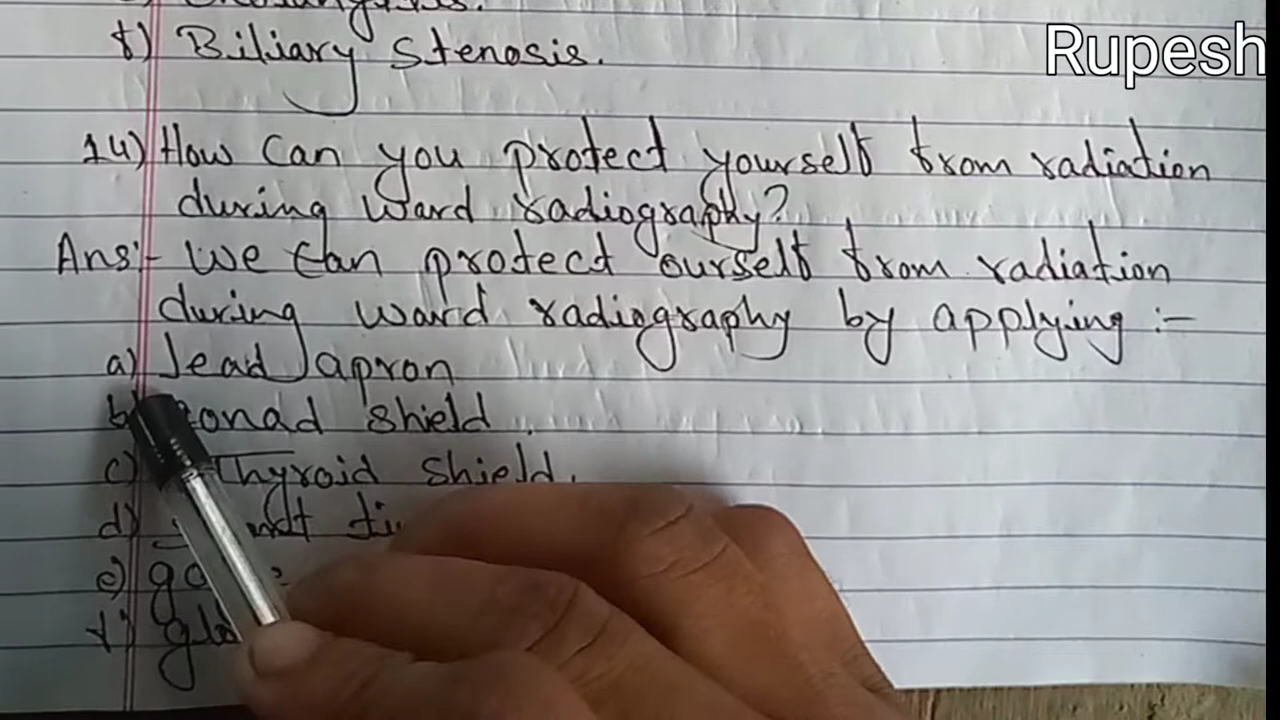 f) Biliary stenosis.
Rupesh
14) How can you protect yourself from radiation
during ward radiography?
Ans:- We can protect ourself from radiation
during ward radiography by applying :-
a) lead apron
b) gonad shield.
c) Thyroid shield.
d)
e)
f)